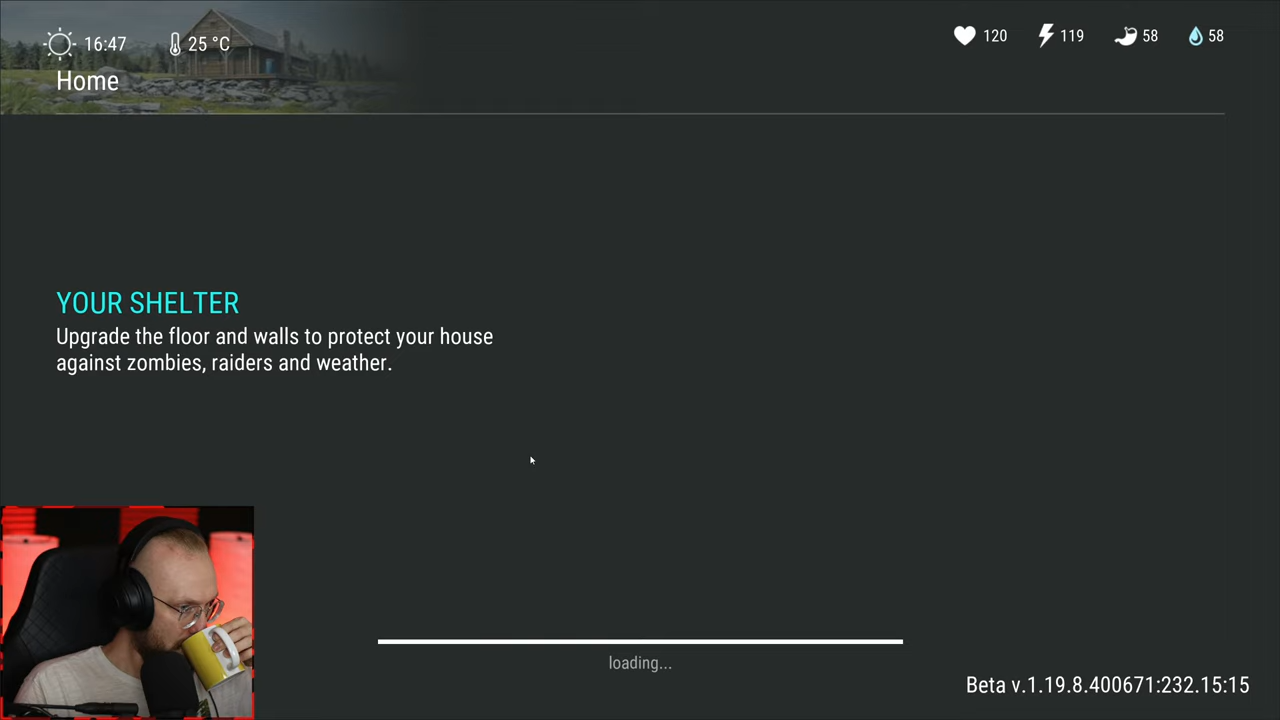 16:47 25 °C 120 119 58 58
Home
YOUR SHELTER
Upgrade the floor and walls to protect your house
against zombies, raiders and weather.
loading...
Beta v.1.19.8.400671:232.15:15